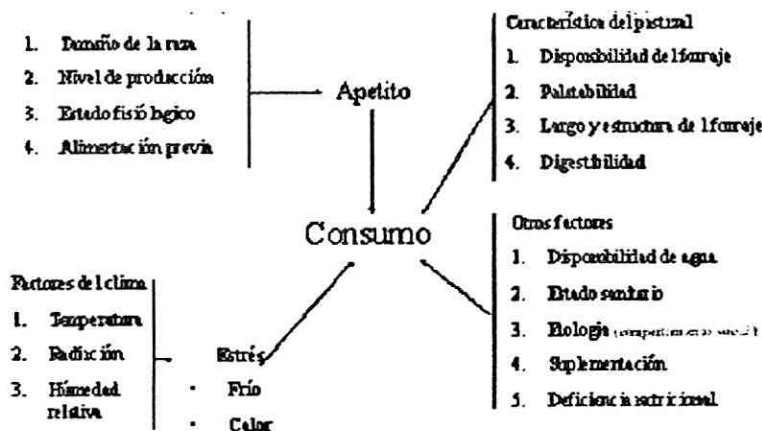 1. Tamaño de la raza
2. Nivel de producción
3. Estado fisiólogico
4. Alimentación previa
Apetito
Característica del pastizal
1. Disponibilidad del forraje
2. Palatabilidad
3. Largo y estructura del forraje
4. Digestibilidad
Consumo
Otros factores
1. Disponibilidad de agua
2. Estado sanitario
3. Etología (comportamiento social)
4. Suplementación
5. Deficiencia nutricional
Factores del clima
1. Temperatura
2. Radiación
3. Húmedad
relativa
Estrés
· Frío
· Calor